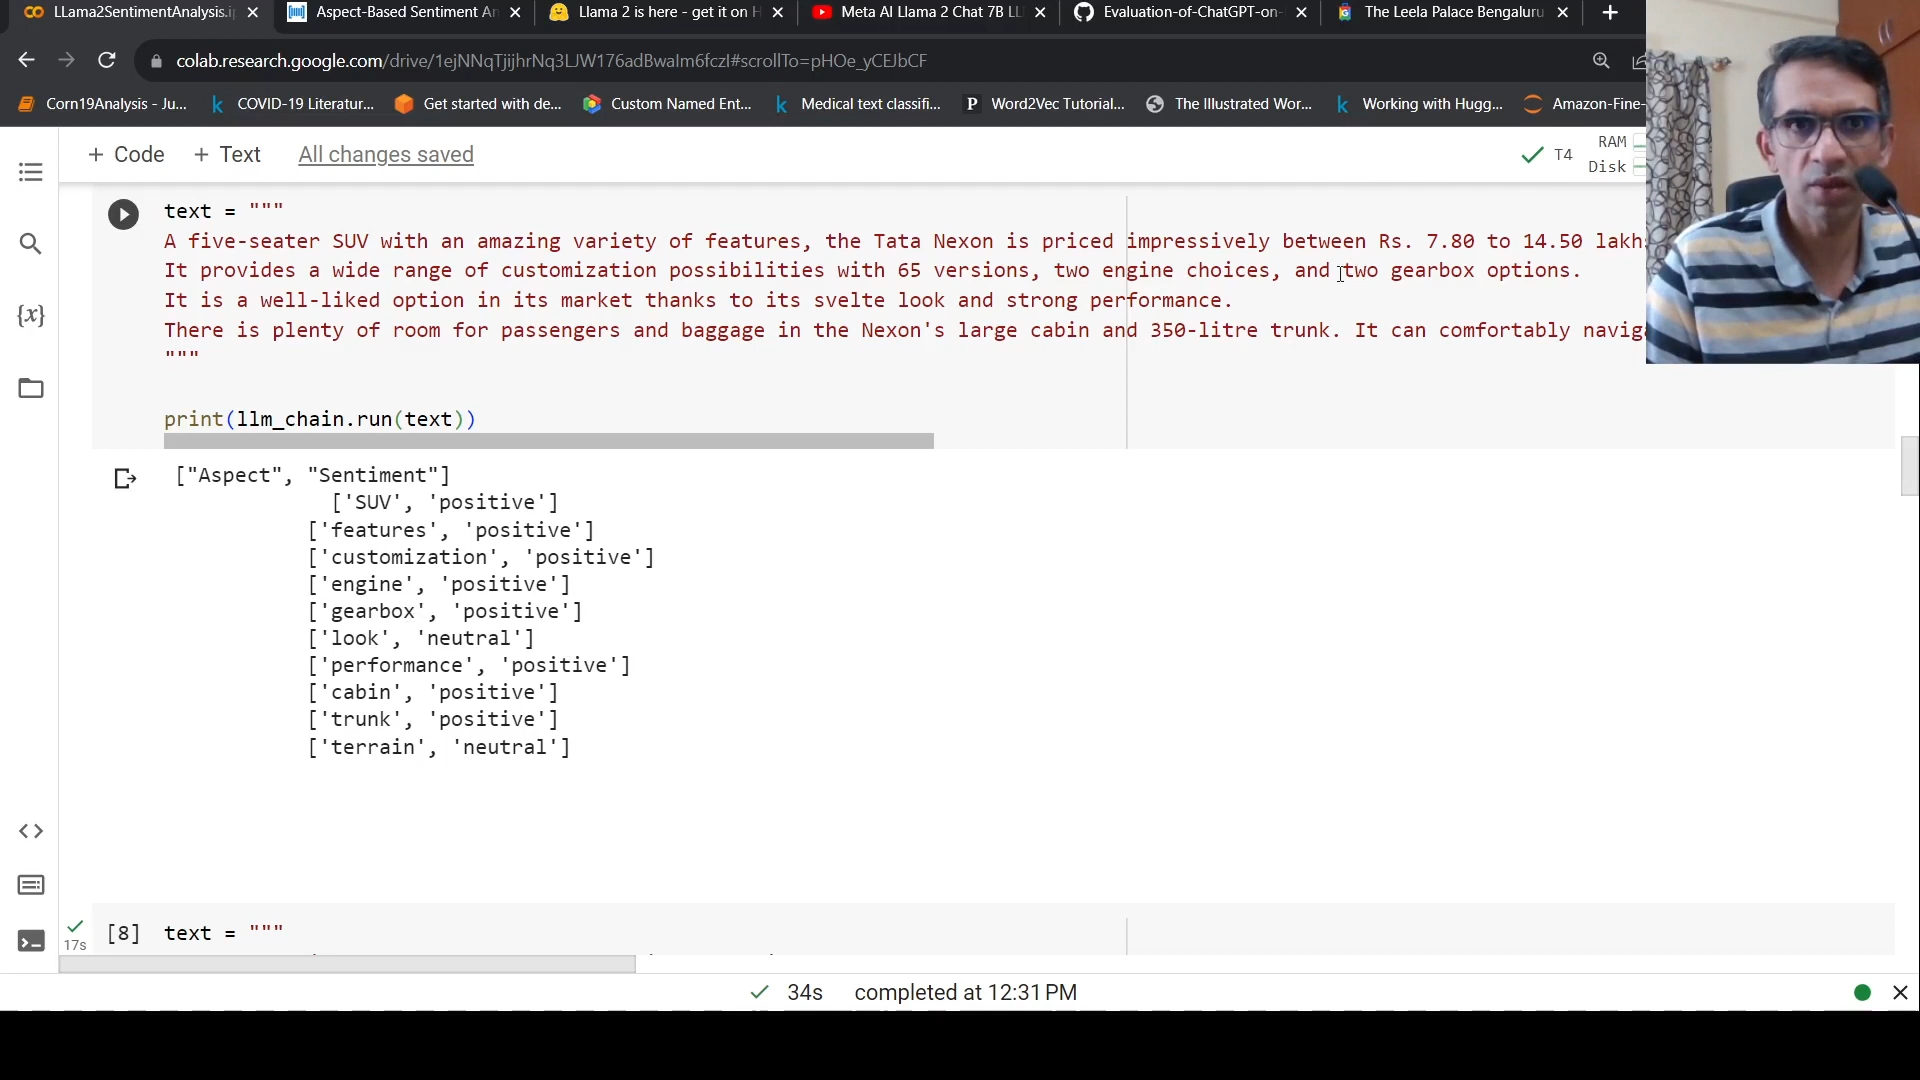 LLama2SentimentAnalysis.i
Aspect-Based Sentiment An
Llama 2 is here - get it on H
Meta AI Llama 2 Chat 7B LL
Evaluation-of-ChatGPT-on-
The Leela Palace Bengaluru
colab.research.google.com/drive/1ejNNqTjijhrNq3LJW176adBwaIm6fczI#scrollTo=pHOe_yCEJbCF
Corn19Analysis - Ju...
COVID-19 Literatur...
Get started with de...
Custom Named Ent...
Medical text classifi...
Word2Vec Tutorial...
The Illustrated Wor...
Working with Hugg...
Amazon-Fine-
+ Code
+ Text
All changes saved
T4
RAM
Disk
text = """
A five-seater SUV with an amazing variety of features, the Tata Nexon is priced impressively between Rs. 7.80 to 14.50 lakh
It provides a wide range of customization possibilities with 65 versions, two engine choices, and two gearbox options.
It is a well-liked option in its market thanks to its svelte look and strong performance.
There is plenty of room for passengers and baggage in the Nexon's large cabin and 350-litre trunk. It can comfortably navig
"""
print(llm_chain.run(text))
["Aspect", "Sentiment"]
['SUV', 'positive']
['features', 'positive']
['customization', 'positive']
['engine', 'positive']
['gearbox', 'positive']
['look', 'neutral']
['performance', 'positive']
['cabin', 'positive']
['trunk', 'positive']
['terrain', 'neutral']
17s
[8]
text = """
34s
completed at 12:31 PM